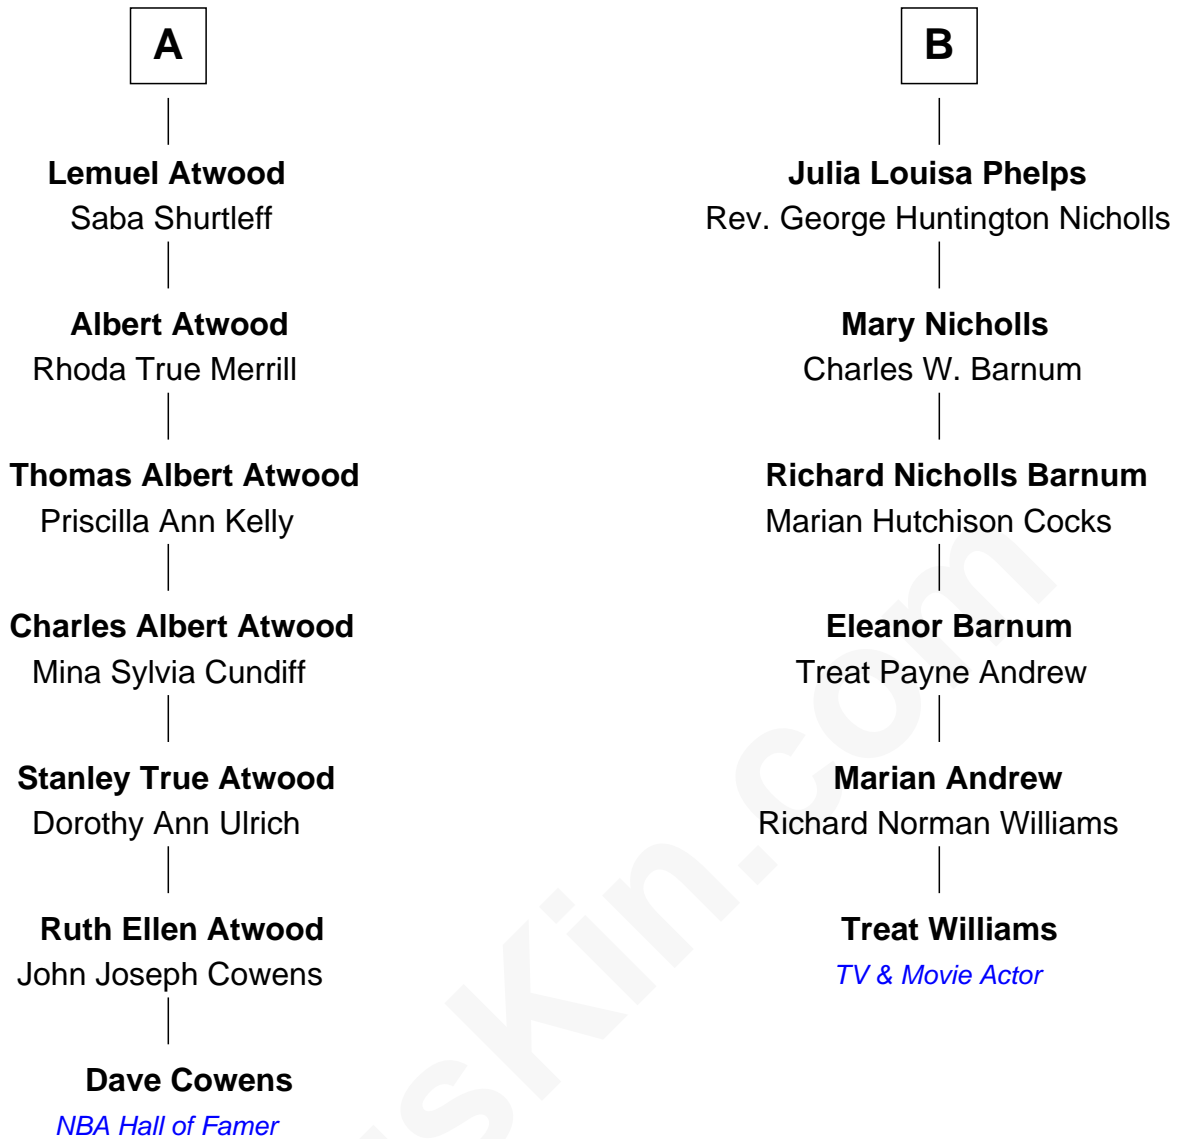 A
Lemuel Atwood
Saba Shurtleff
Albert Atwood
Rhoda True Merrill
Thomas Albert Atwood
Priscilla Ann Kelly
Charles Albert Atwood
Mina Sylvia Cundiff
Stanley True Atwood
Dorothy Ann Ulrich
Ruth Ellen Atwood
John Joseph Cowens
Dave Cowens
NBA Hall of Famer
B
Julia Louisa Phelps
Rev. George Huntington Nicholls
Mary Nicholls
Charles W. Barnum
Richard Nicholls Barnum
Marian Hutchison Cocks
Eleanor Barnum
Treat Payne Andrew
Marian Andrew
Richard Norman Williams
Treat Williams
TV & Movie Actor
sKin.com